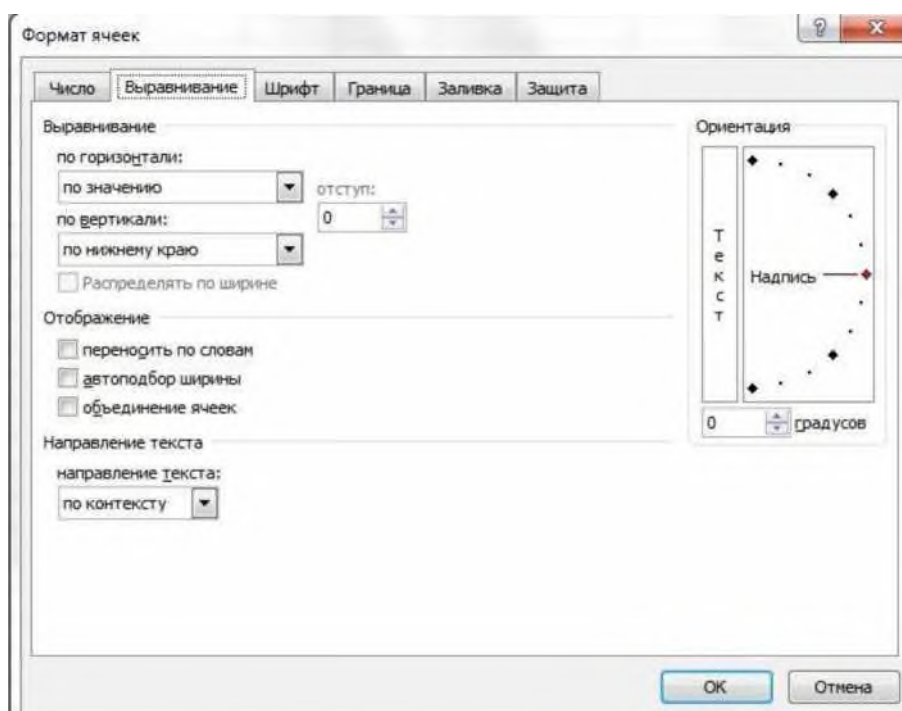 Формат ячеек
Число Выравнивание Шрифт Граница Заливка Защита
Выравнивание
по горизонтали:
по значению
отступ:
0
по вертикали:
по нижнему краю
Распределять по ширине
Отображение
переносить по словам
автоподбор ширины
объединение ячеек
Направление текста
направление текста:
по контексту
Ориентация
Текст
Надпись
0 градусов
ОК Отмена